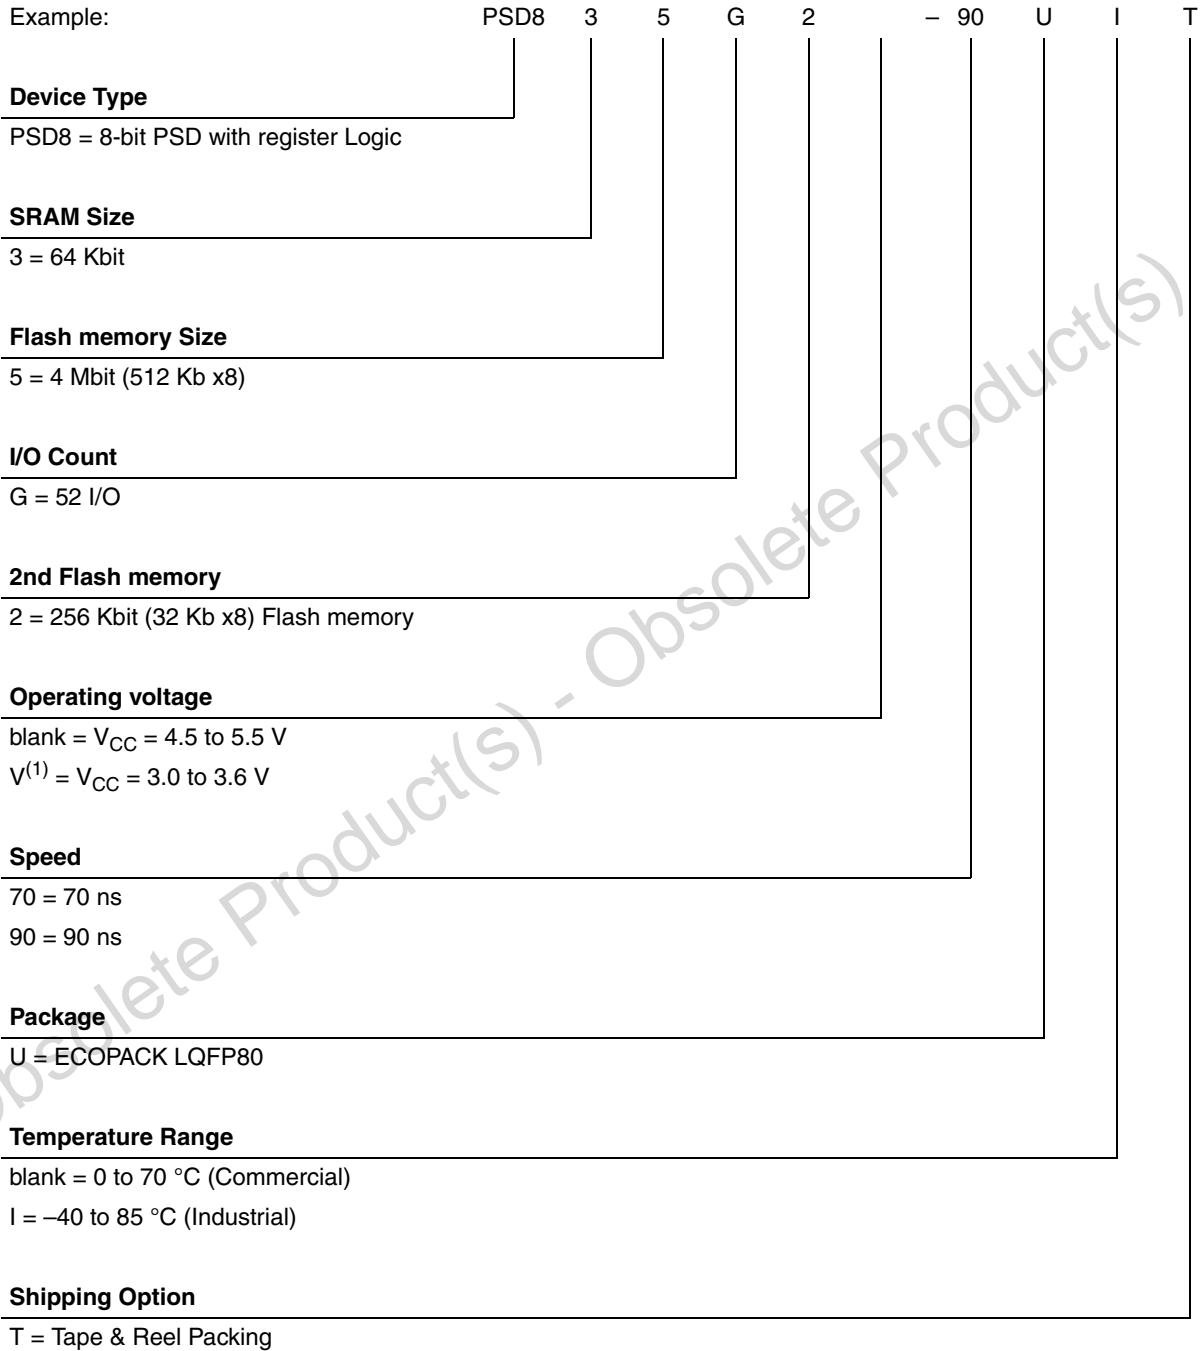 Example: PSD8 3 5 G 2 – 90 U I T
Device Type
PSD8 = 8-bit PSD with register Logic
SRAM Size
3 = 64 Kbit
Flash memory Size
5 = 4 Mbit (512 Kb x8)
I/O Count
G = 52 I/O
2nd Flash memory
2 = 256 Kbit (32 Kb x8) Flash memory
Operating voltage
blank = VCC = 4.5 to 5.5 V
V(1) = VCC = 3.0 to 3.6 V
Speed
70 = 70 ns
90 = 90 ns
Package
U = ECOPACK LQFP80
Temperature Range
blank = 0 to 70 °C (Commercial)
I = –40 to 85 °C (Industrial)
Shipping Option
T = Tape & Reel Packing
Obsolete Product(s) - Obsolete Product(s)